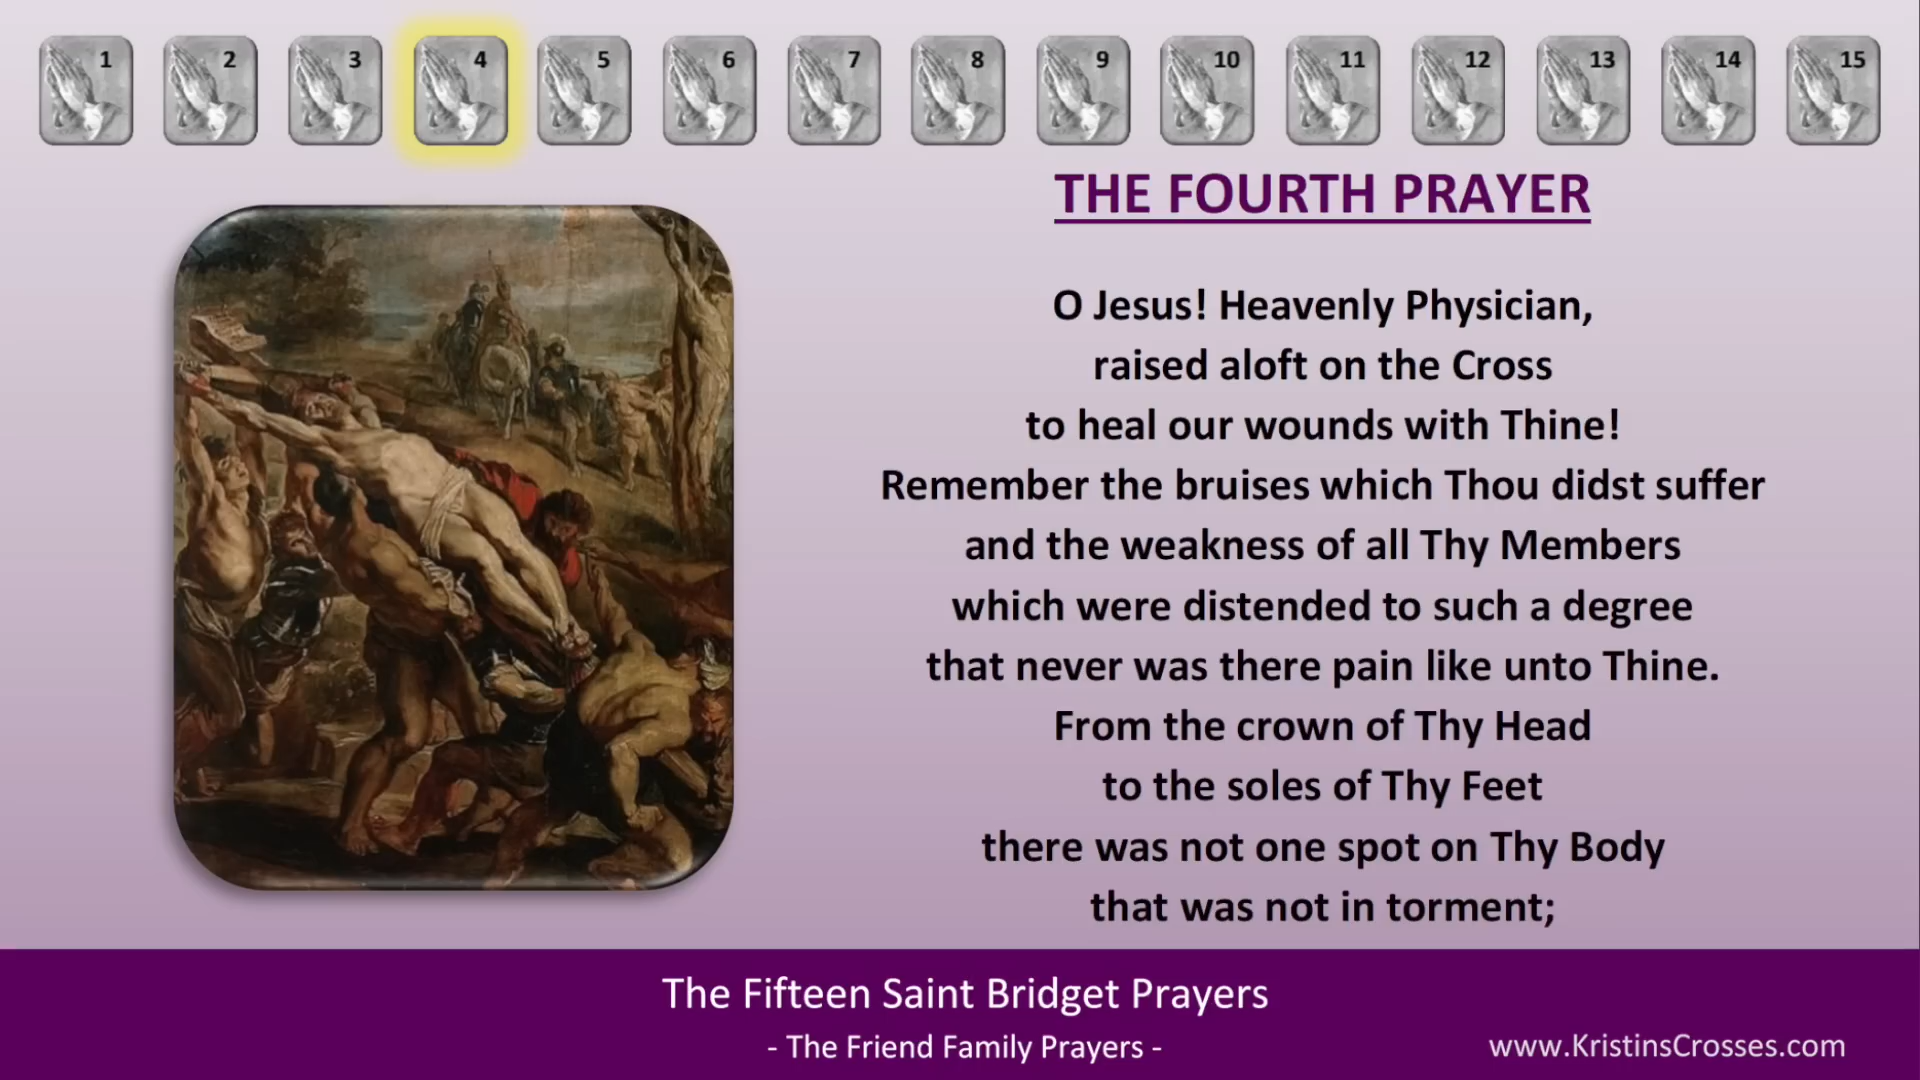 1 2 3 4 5 6 7 8 9 10 11 12 13 14 15
THE FOURTH PRAYER
O Jesus! Heavenly Physician,
raised aloft on the Cross
to heal our wounds with Thine!
Remember the bruises which Thou didst suffer
and the weakness of all Thy Members
which were distended to such a degree
that never was there pain like unto Thine.
From the crown of Thy Head
to the soles of Thy Feet
there was not one spot on Thy Body
that was not in torment;
The Fifteen Saint Bridget Prayers
- The Friend Family Prayers -
www.KristinsCrosses.com